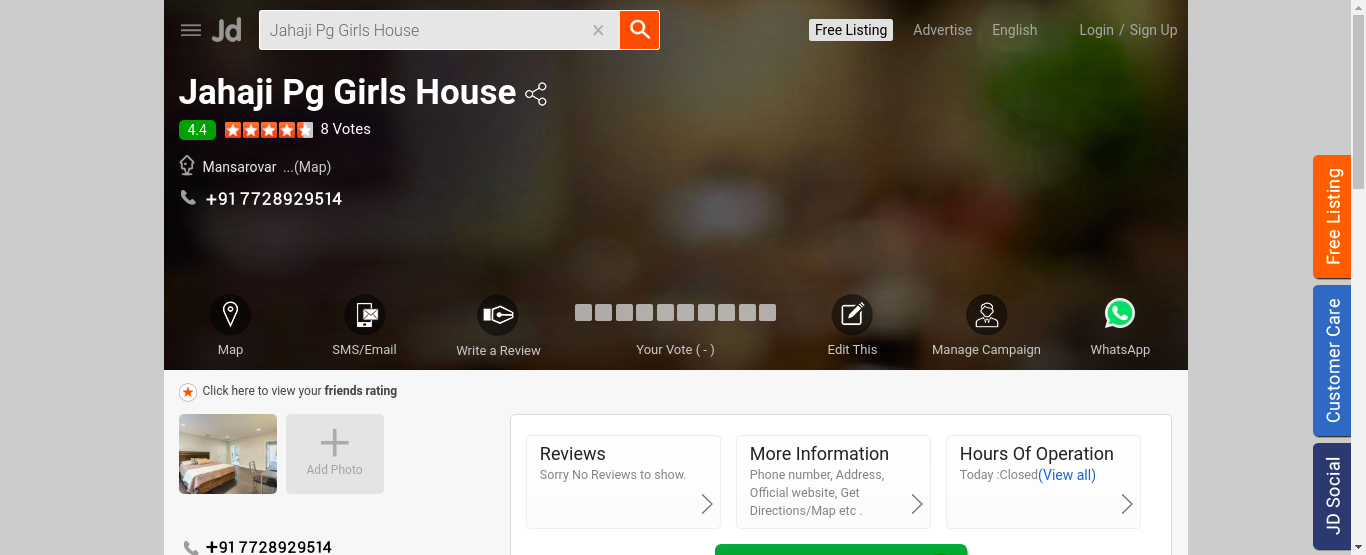 Jd
Jahaji Pg Girls House
×
Free Listing
Advertise
English
Login / Sign Up
Jahaji Pg Girls House
4.4
8 Votes
Mansarovar ...(Map)
+91 7728929514
Map
SMS/Email
Write a Review
Your Vote ( - )
Edit This
Manage Campaign
WhatsApp
Free Listing
Customer Care
JD Social
Click here to view your friends rating
Add Photo
Reviews
Sorry No Reviews to show.
More Information
Phone number, Address,
Official website, Get
Directions/Map etc .
Hours Of Operation
Today :Closed(View all)
+91 7728929514